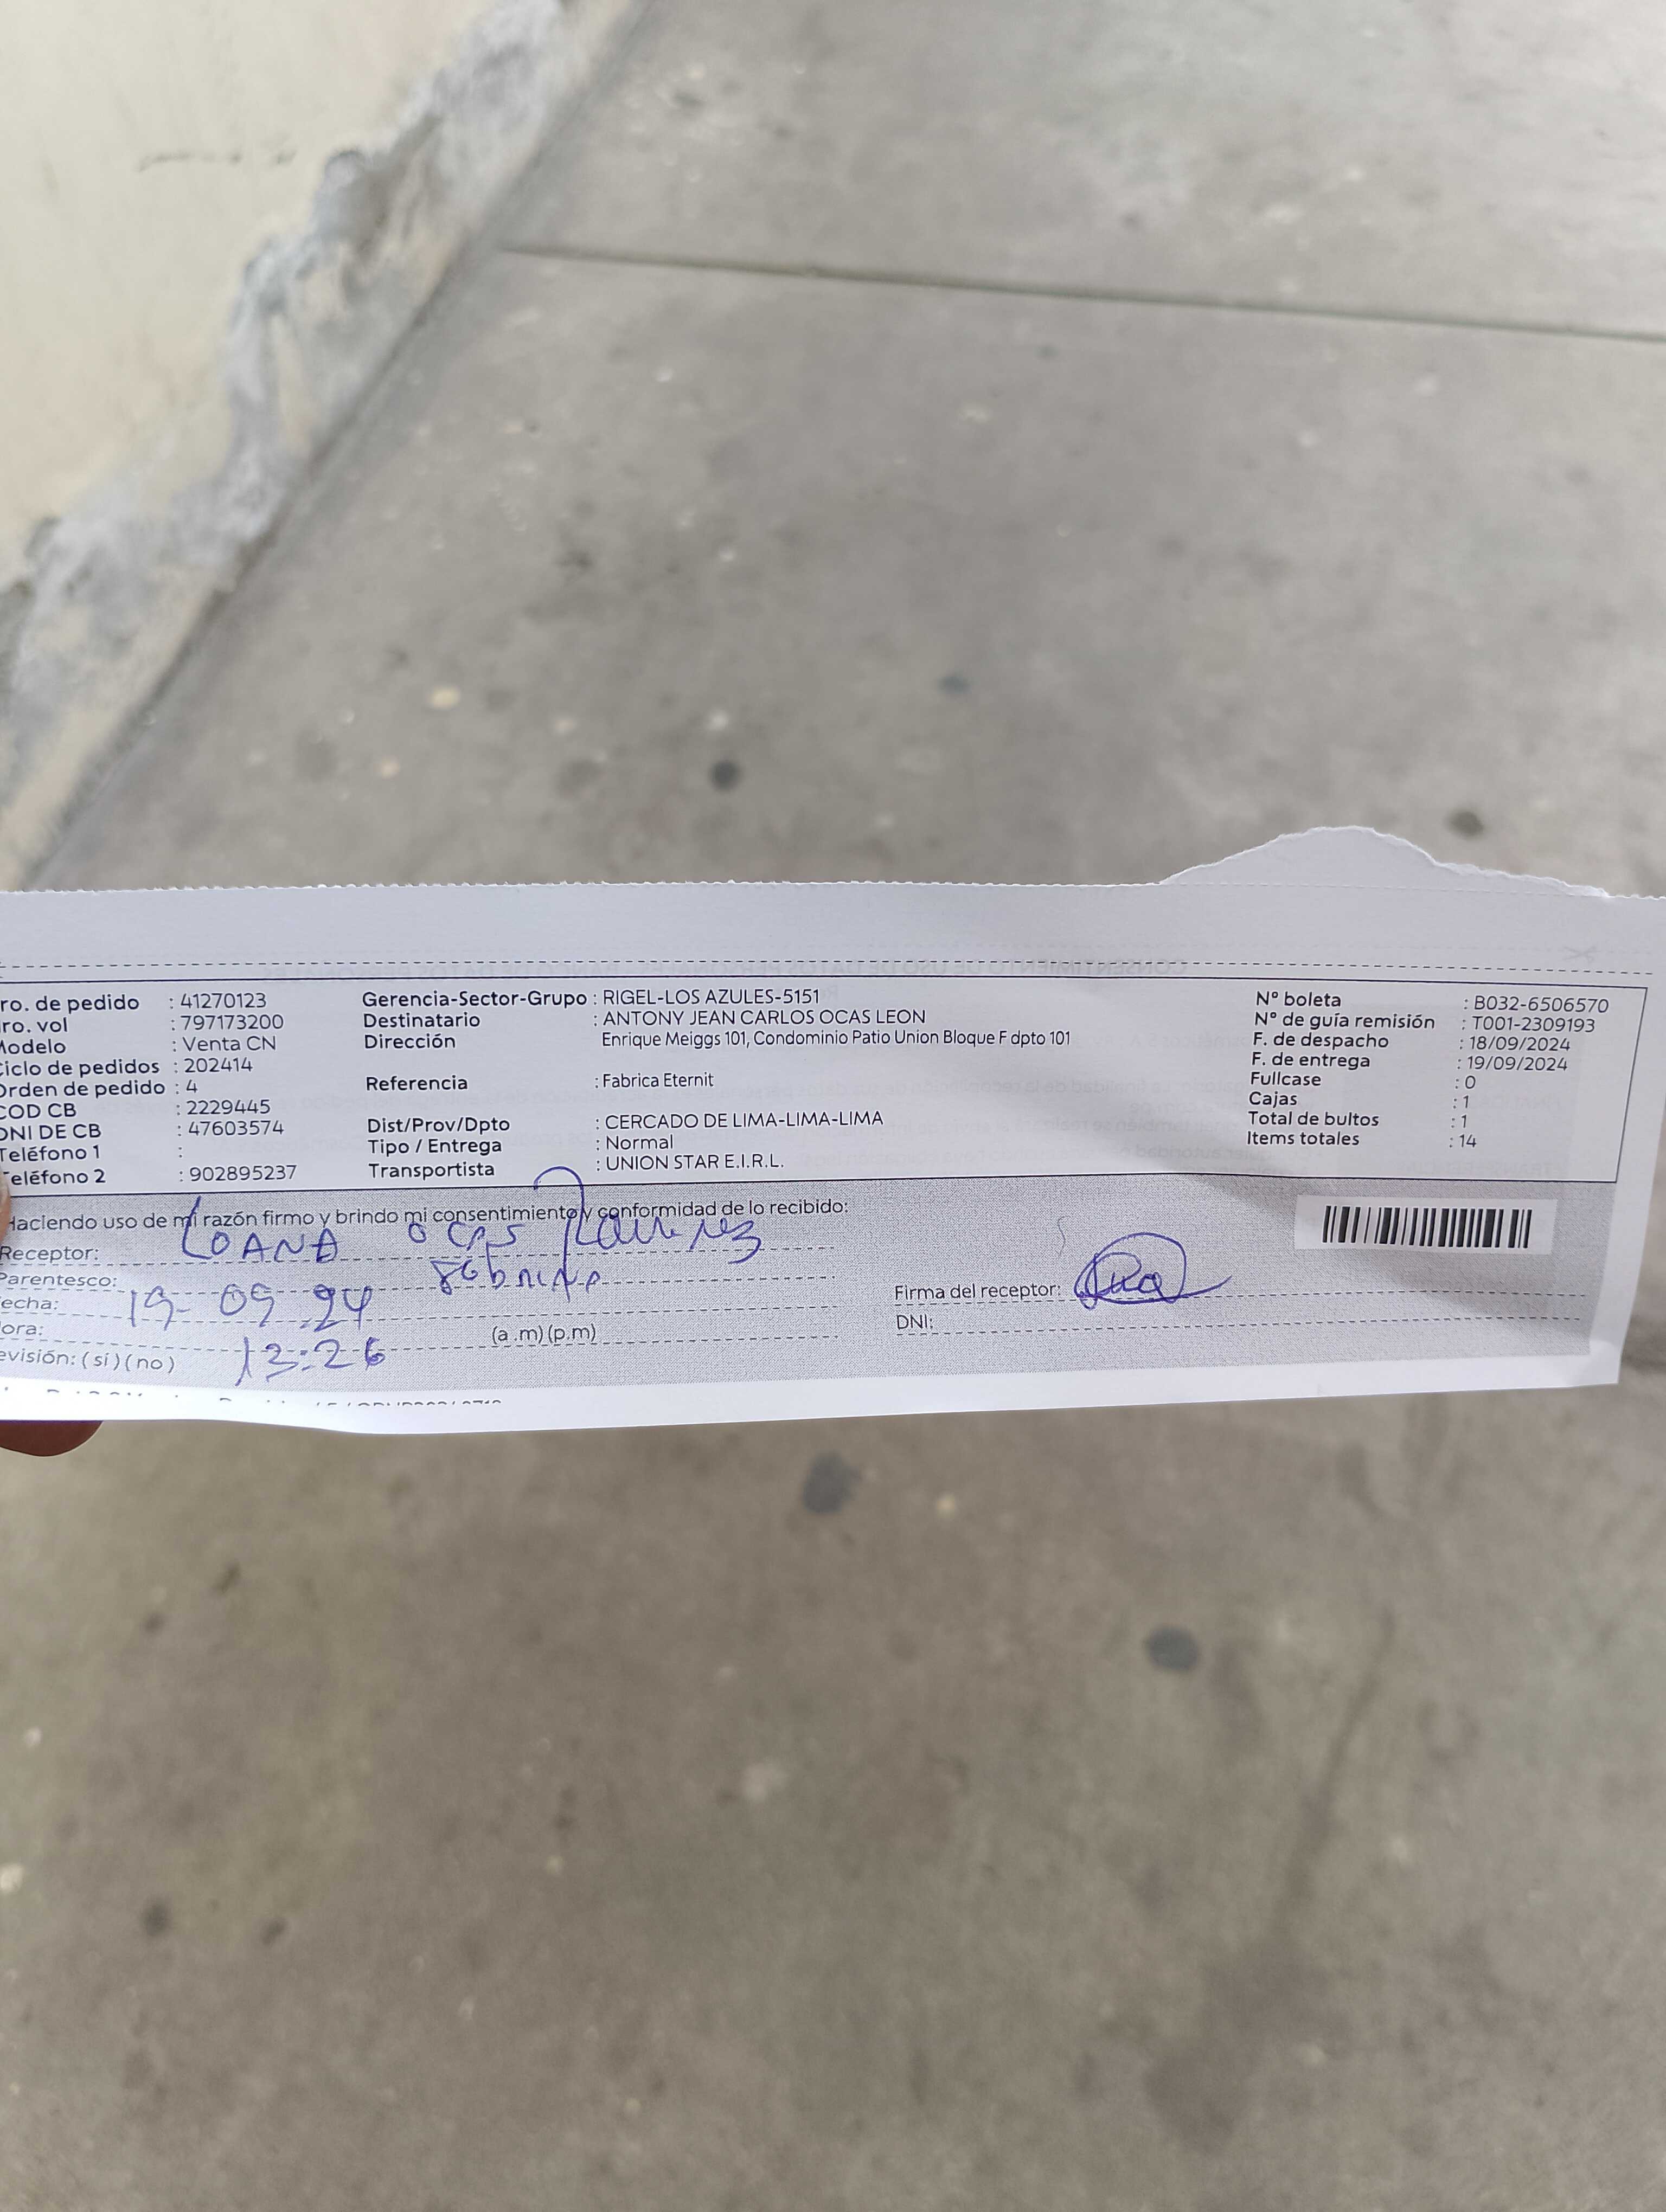 ro. de pedido : 41270123 Gerencia-Sector-Grupo : RIGEL-LOS AZULES-5151 N° boleta : B032-6506570
ro. vol : 797173200 Destinatario : ANTONY JEAN CARLOS OCAS LEON N° de guía remisión : T001-2309193
Modelo : Venta CN Dirección Enrique Meiggs 101, Condominio Patio Union Bloque F dpto 101 F. de despacho : 18/09/2024
Ciclo de pedidos : 202414 F. de entrega : 19/09/2024
Orden de pedido : 4 Referencia : Fabrica Eternit Fullcase : 0
COD CB : 2229445 Cajas : 1
DNI DE CB : 47603574 Dist/Prov/Dpto : CERCADO DE LIMA-LIMA-LIMA Total de bultos : 1
Teléfono 1 : Tipo / Entrega : Normal Items totales : 14
Teléfono 2 : 902895237 Transportista : UNION STAR E.I.R.L.
Haciendo uso de mi razón firmo y brindo mi consentimiento y conformidad de lo recibido:
Receptor: LOANA OCAS Ramirez
Parentesco: sobrina
echa: 19-09-24 Firma del receptor:
ora: 13:26 (a.m)(p.m) DNI:
evisión: (si)(no)